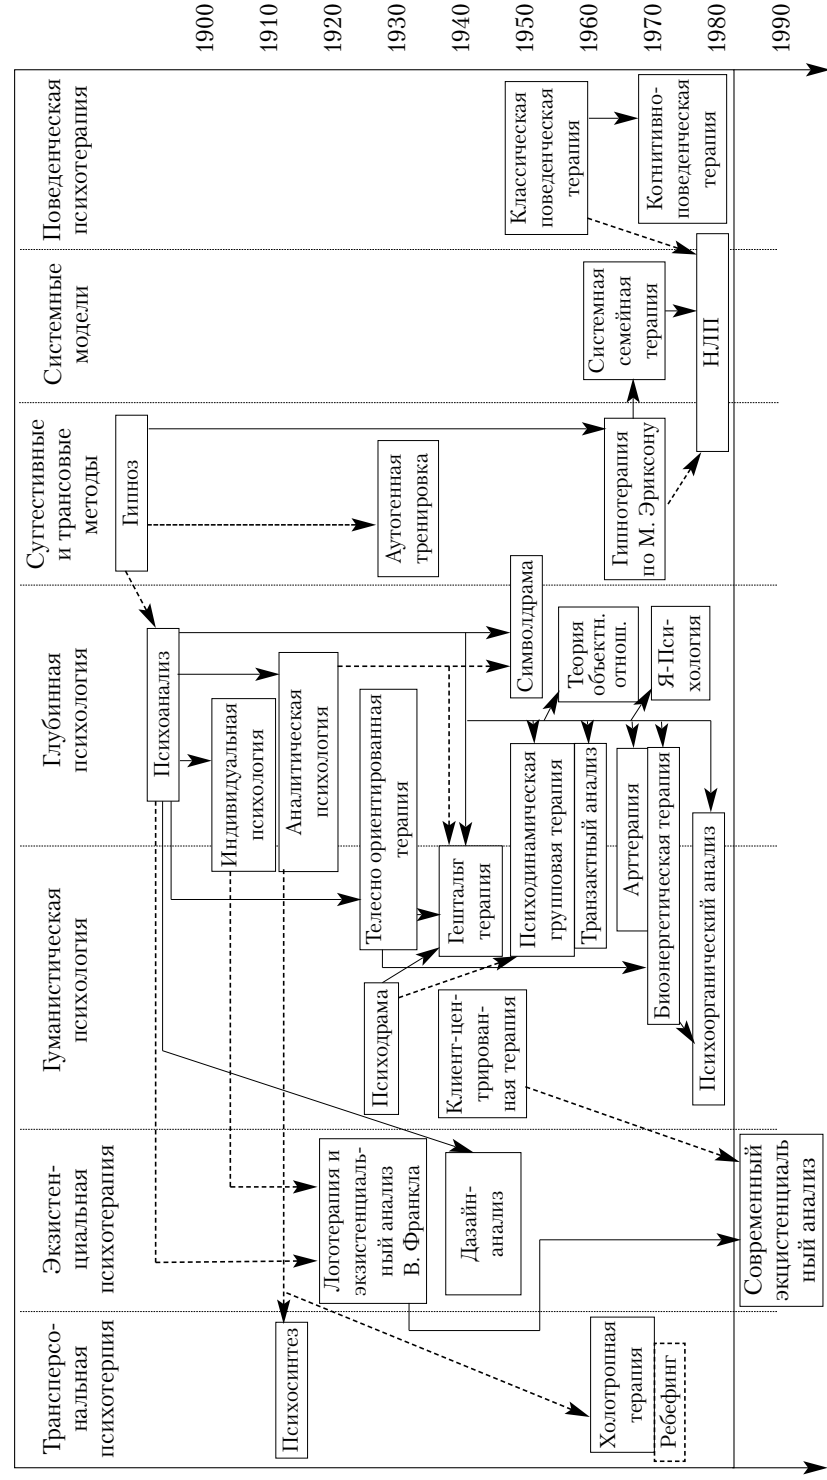 Поведенческая
психотерапия
Системные
модели
Суггестивные
и трансовые
методы
Глубинная
психология
Гуманистическая
психология
Экзистен-
циальная
психотерапия
Трансперсо-
нальная
психотерпия
1900
1910
1920
1930
1940
1950
1960
1970
1980
1990
Классическая
поведенческая
терапия
Когнитивно-
поведенческая
терапия
Системная
семейная
терапия
НЛП
Гипноз
Аутогенная
тренировка
Гипнотерапия
по М. Эриксону
Психоанализ
Индивидуальная
психология
Аналитическая
психология
Символдрама
Теория
объектн.
отнош.
Я-Пси-
хология
Телесно ориентированная
терапия
Гештальт
терапия
Психодинамическая
групповая терапия
Транзактный анализ
Арттерапия
Биоэнергетическая терапия
Психоорганический анализ
Психодрама
Клиент-цен-
трирован-
ная терапия
Логотерапия и
экзистенциаль-
ный анализ
В. Франкла
Дазайн-
анализ
Современный
экцистенциаль
ный анализ
Психосинтез
Холотропная
терапия
Ребефинг